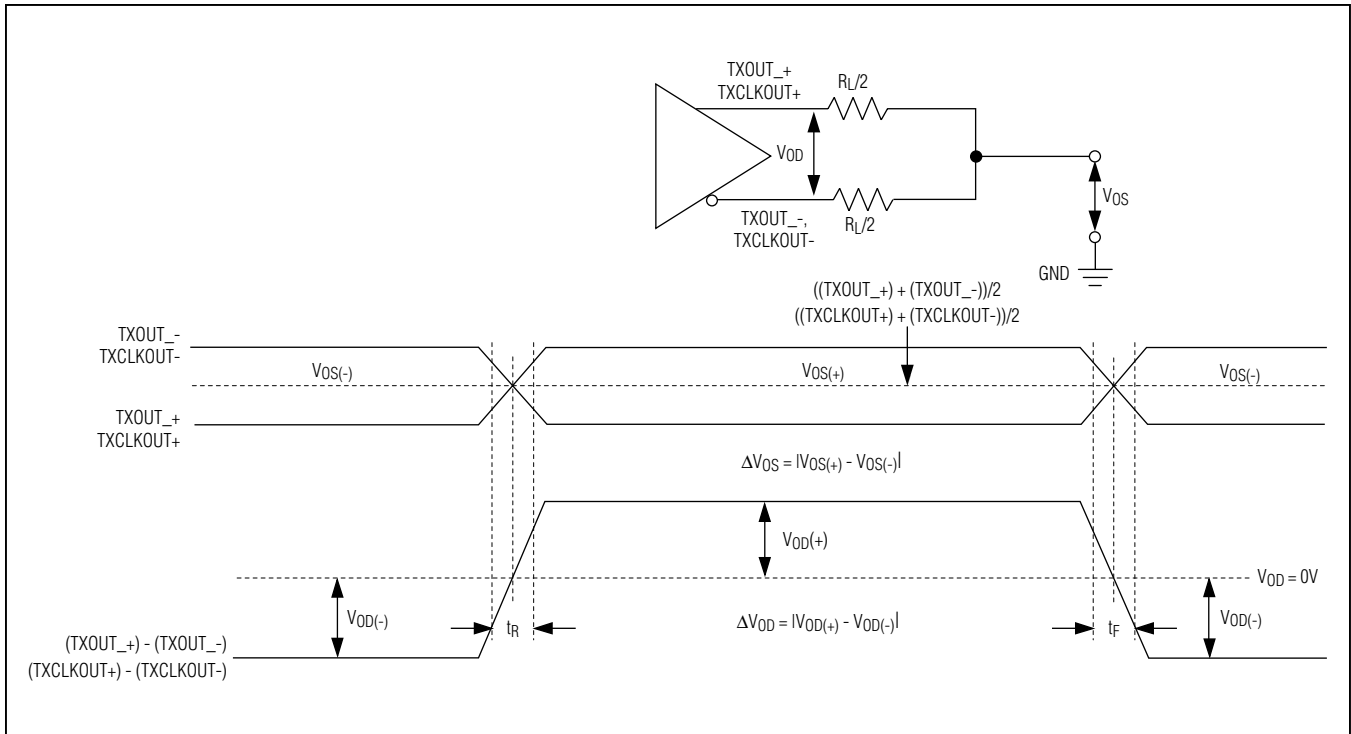 TXOUT_+
TXCLKOUT+
RL/2
VOD
VOS
TXOUT_-,
TXCLKOUT-
RL/2
GND
((TXOUT_+) + (TXOUT_-))/2
((TXCLKOUT+) + (TXCLKOUT-))/2
TXOUT_-
TXCLKOUT-
VOS(-)
VOS(+)
VOS(-)
TXOUT_+
TXCLKOUT+
ΔVOS = |VOS(+) - VOS(-)|
VOD(+)
VOD = 0V
VOD(-)
tR
ΔVOD = |VOD(+) - VOD(-)|
tF
VOD(-)
(TXOUT_+) - (TXOUT_-)
(TXCLKOUT+) - (TXCLKOUT-)